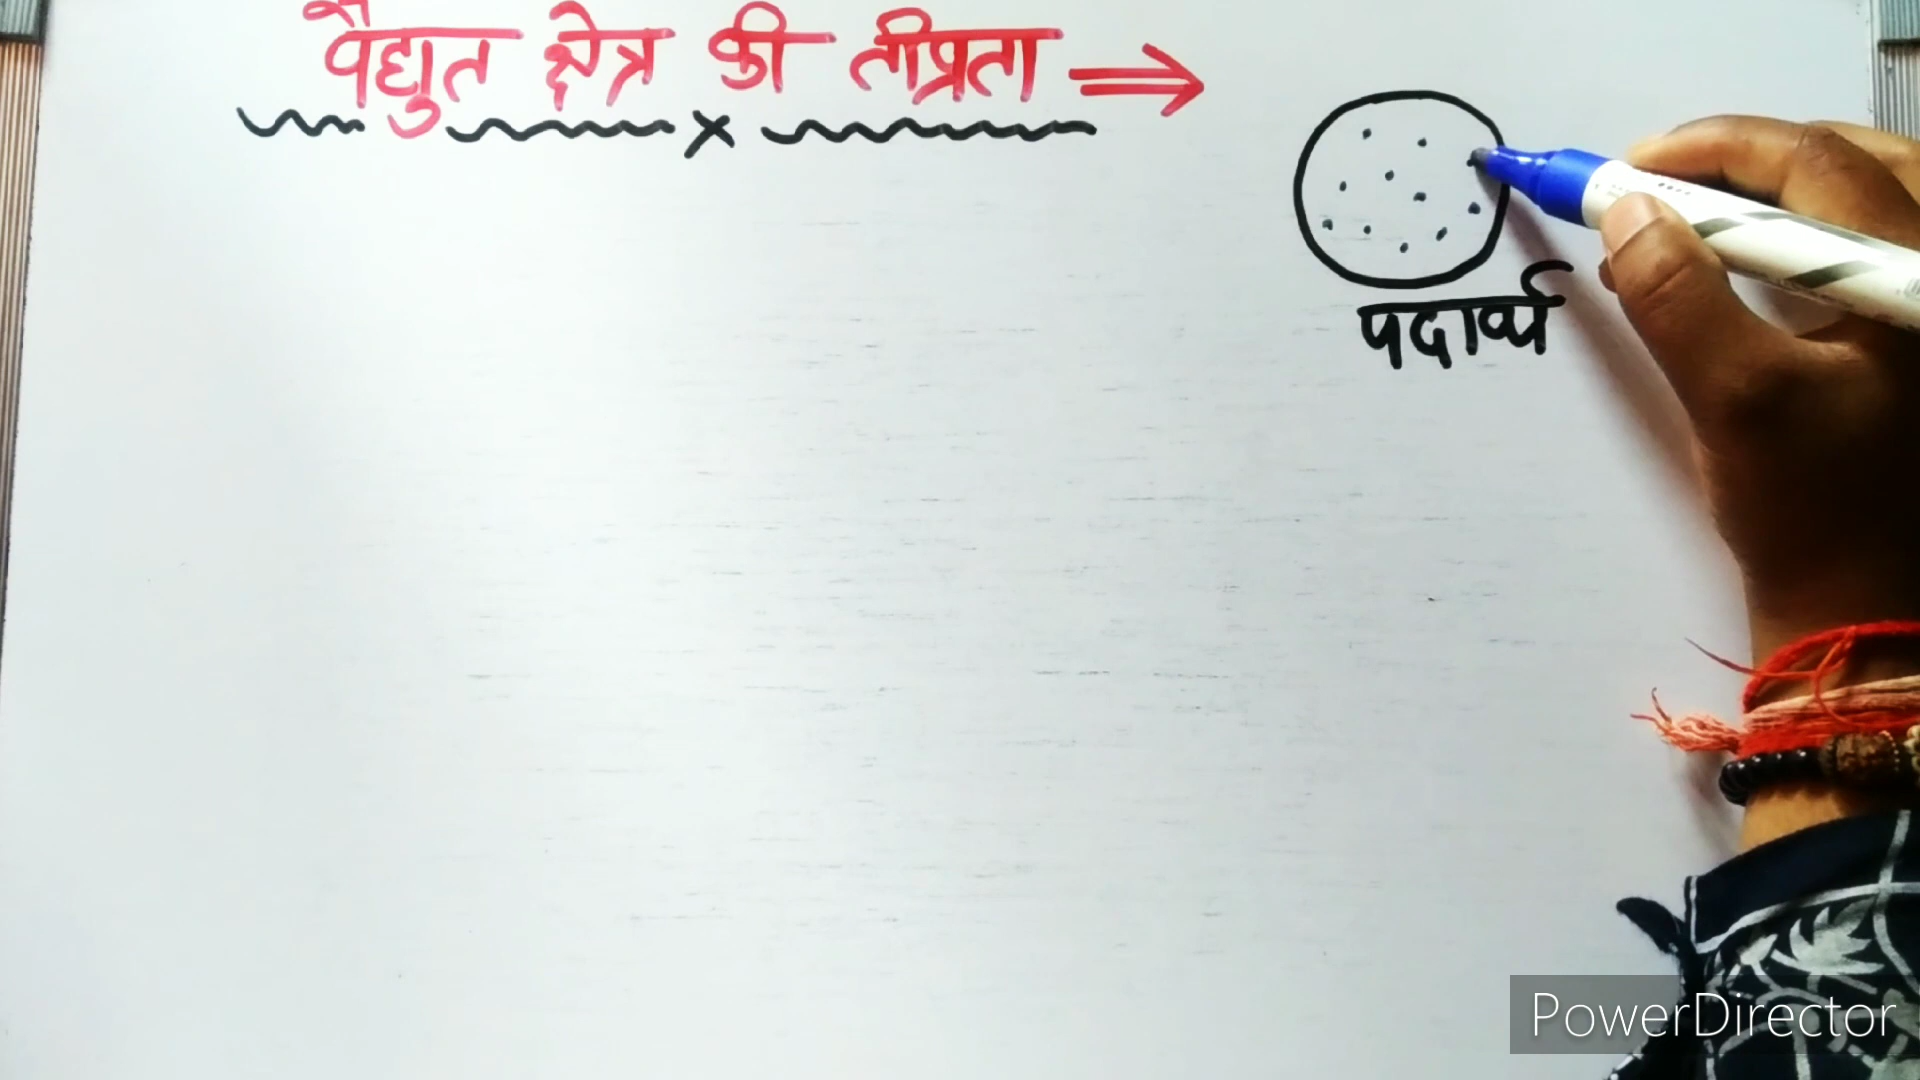 वैद्युत क्षेत्र की तीव्रता
पदार्थ
PowerDirector